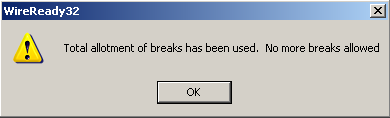 WireReady32
Total allotment of breaks has been used. No more breaks allowed
OK